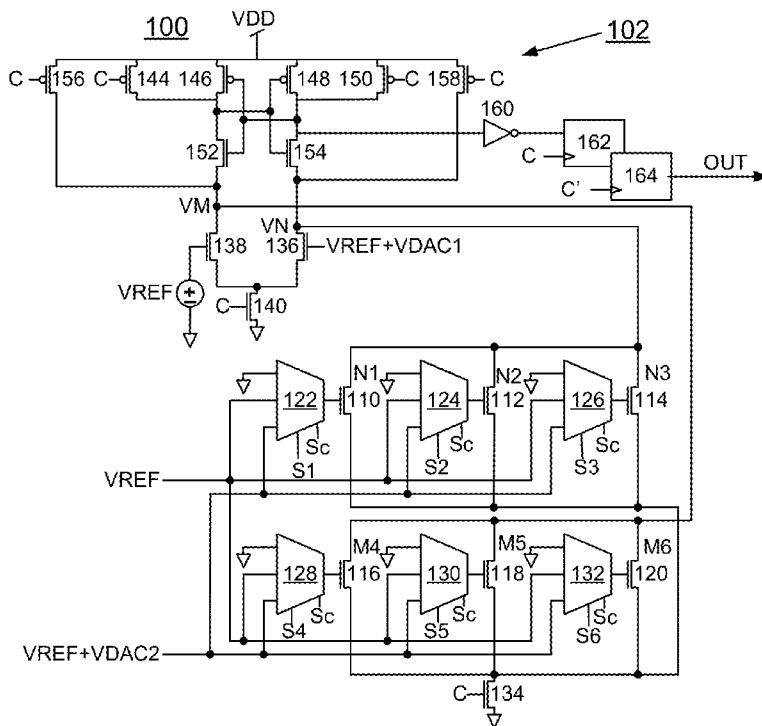 100
VDD
102
C
156
C
144
146
148
150
C
158
C
160
152
154
162
C
164
OUT
C'
VM
VN
138
136
VREF+VDAC1
VREF
C
140
N1
N2
N3
122
110
124
112
126
114
Sc
Sc
Sc
S1
S2
S3
VREF
M4
M5
M6
128
116
130
118
132
120
Sc
Sc
Sc
S4
S5
S6
VREF+VDAC2
C
134